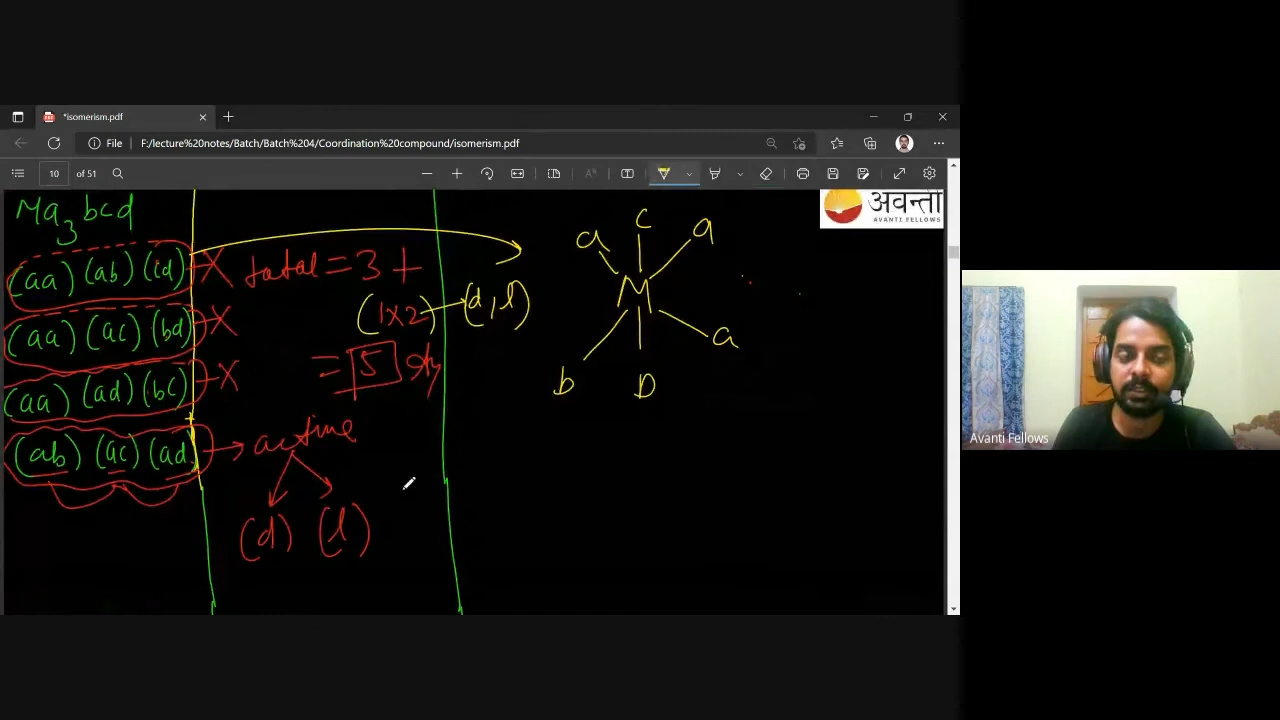 *isomerism.pdf
File F:/lecture%20notes/Batch/Batch%204/Coordination%20compound/isomerism.pdf
10 of 51
अवन्ती
AVANTI FELLOWS
Ma3bcd
(aa) (ab) (cd) X total = 3 +
(1x2) → (d, l)
(aa) (ac) (bd) X
= 5
(aa) (ad) (bc) X
(ab) (ac) (ad) → active
(d) (l)
c
a a
M
b D a
Avanti Fellows